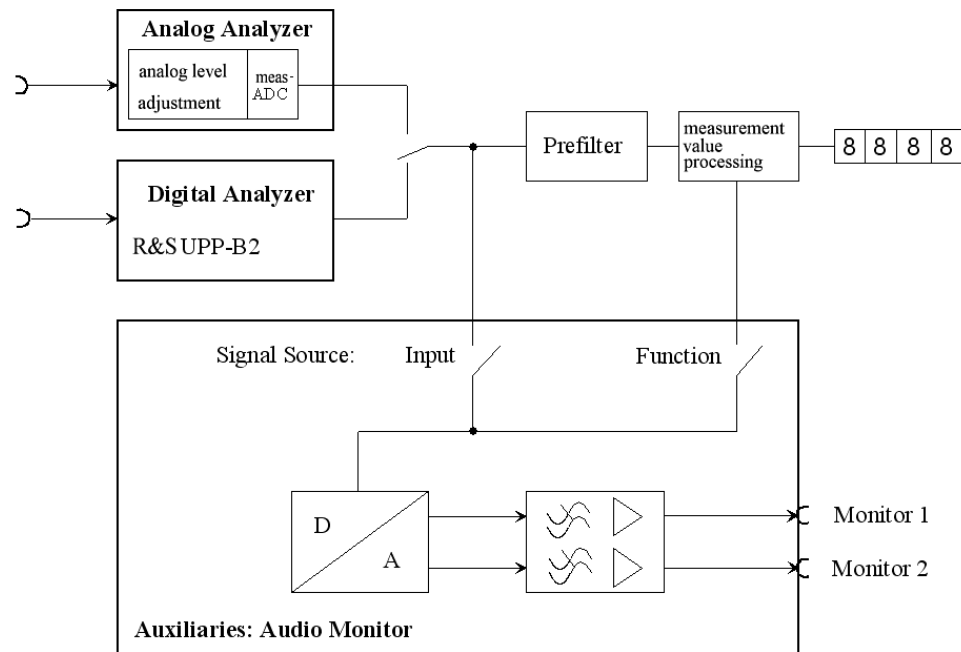 Analog Analyzer
analog level
adjustment
meas-
ADC
Digital Analyzer
R&S UPP-B2
Prefilter
measurement
value
processing
8 8 8 8
Signal Source:
Input
Function
D
A
Monitor 1
Monitor 2
Auxiliaries: Audio Monitor